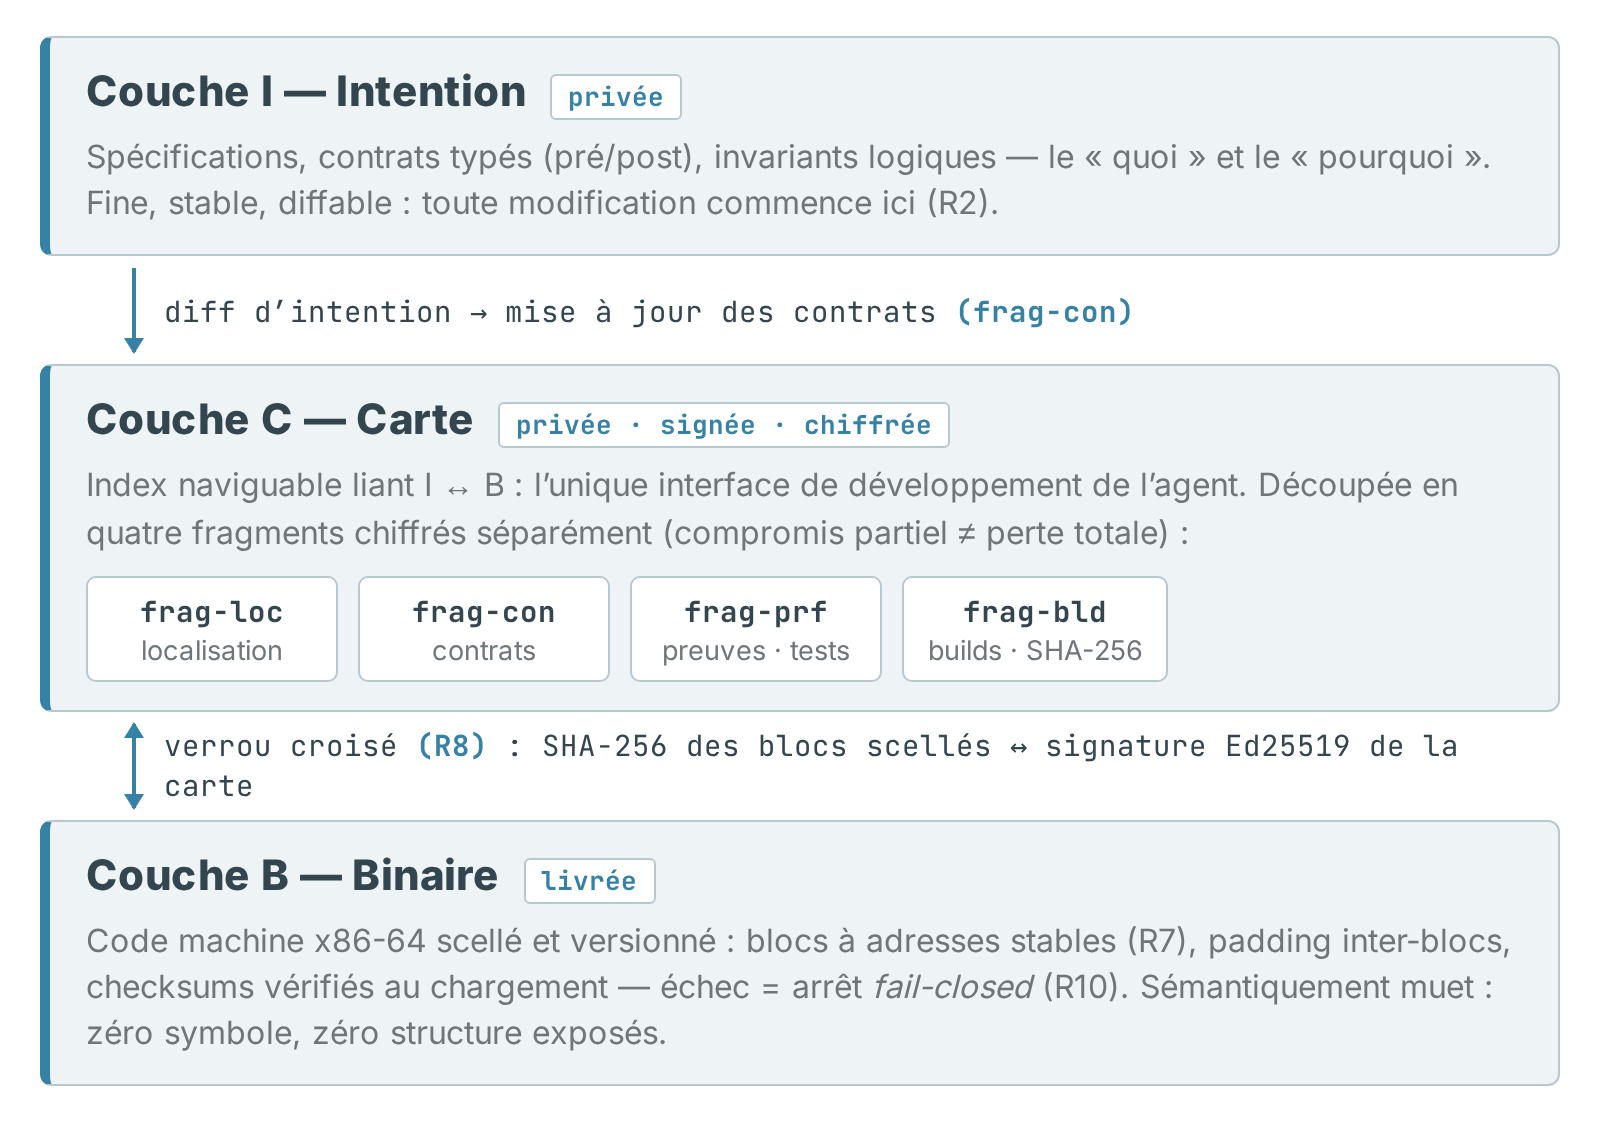 Couche I — Intention privée
Spécifications, contrats typés (pré/post), invariants logiques — le « quoi » et le « pourquoi ».
Fine, stable, diffable : toute modification commence ici (R2).
diff d’intention → mise à jour des contrats (frag-con)
Couche C — Carte privée · signée · chiffrée
Index naviguable liant I ↔ B : l’unique interface de développement de l’agent. Découpée en
quatre fragments chiffrés séparément (compromis partiel ≠ perte totale) :
frag-loc frag-con frag-prf frag-bld
localisation contrats preuves · tests builds · SHA-256
verrou croisé (R8) : SHA-256 des blocs scellés ↔ signature Ed25519 de la
carte
Couche B — Binaire livrée
Code machine x86-64 scellé et versionné : blocs à adresses stables (R7), padding inter-blocs,
checksums vérifiés au chargement — échec = arrêt fail-closed (R10). Sémantiquement muet :
zéro symbole, zéro structure exposés.